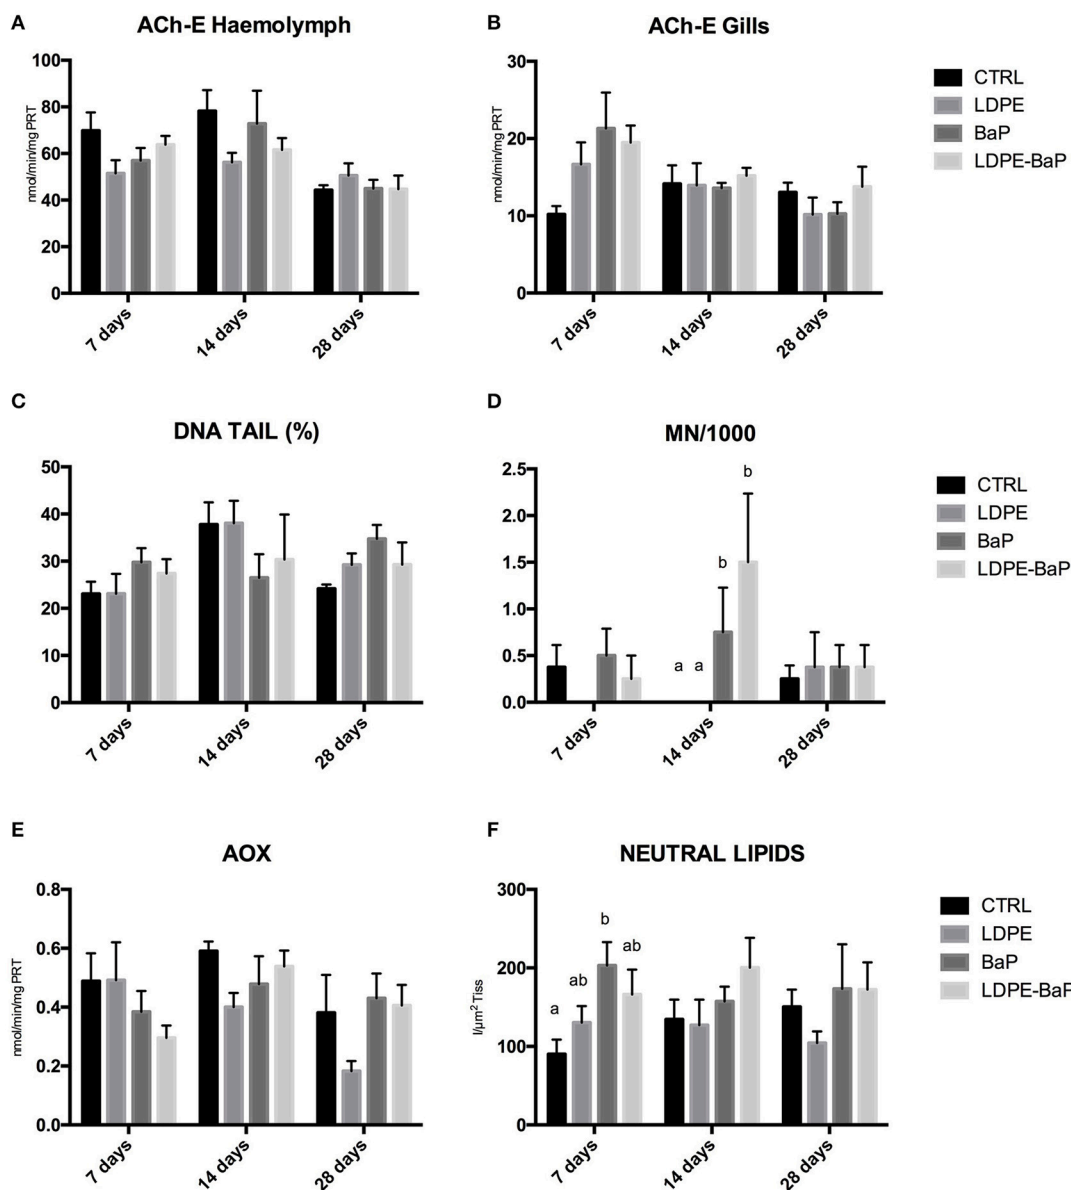 A
ACh-E Haemolymph
nmol/min/mg PRT
100
80
60
40
20
0
7 days
14 days
28 days
B
ACh-E Gills
nmol/min/mg PRT
30
20
10
0
7 days
14 days
28 days
CTRL
LDPE
BaP
LDPE-BaP
C
DNA TAIL (%)
50
40
30
20
10
0
7 days
14 days
28 days
D
MN/1000
2.5
2.0
1.5
1.0
0.5
0.0
a a b b
7 days
14 days
28 days
CTRL
LDPE
BaP
LDPE-BaP
E
AOX
nmol/min/mg PRT
0.8
0.6
0.4
0.2
0.0
7 days
14 days
28 days
F
NEUTRAL LIPIDS
l/µm² Tiss
300
200
100
0
a ab b ab
7 days
14 days
28 days
CTRL
LDPE
BaP
LDPE-BaP